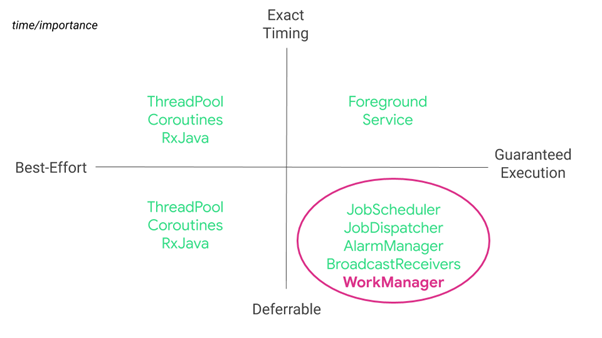 time/importance
Exact
Timing
ThreadPool
Coroutines
RxJava
Foreground
Service
Best-Effort
Guaranteed
Execution
ThreadPool
Coroutines
RxJava
JobScheduler
JobDispatcher
AlarmManager
BroadcastReceivers
WorkManager
Deferrable